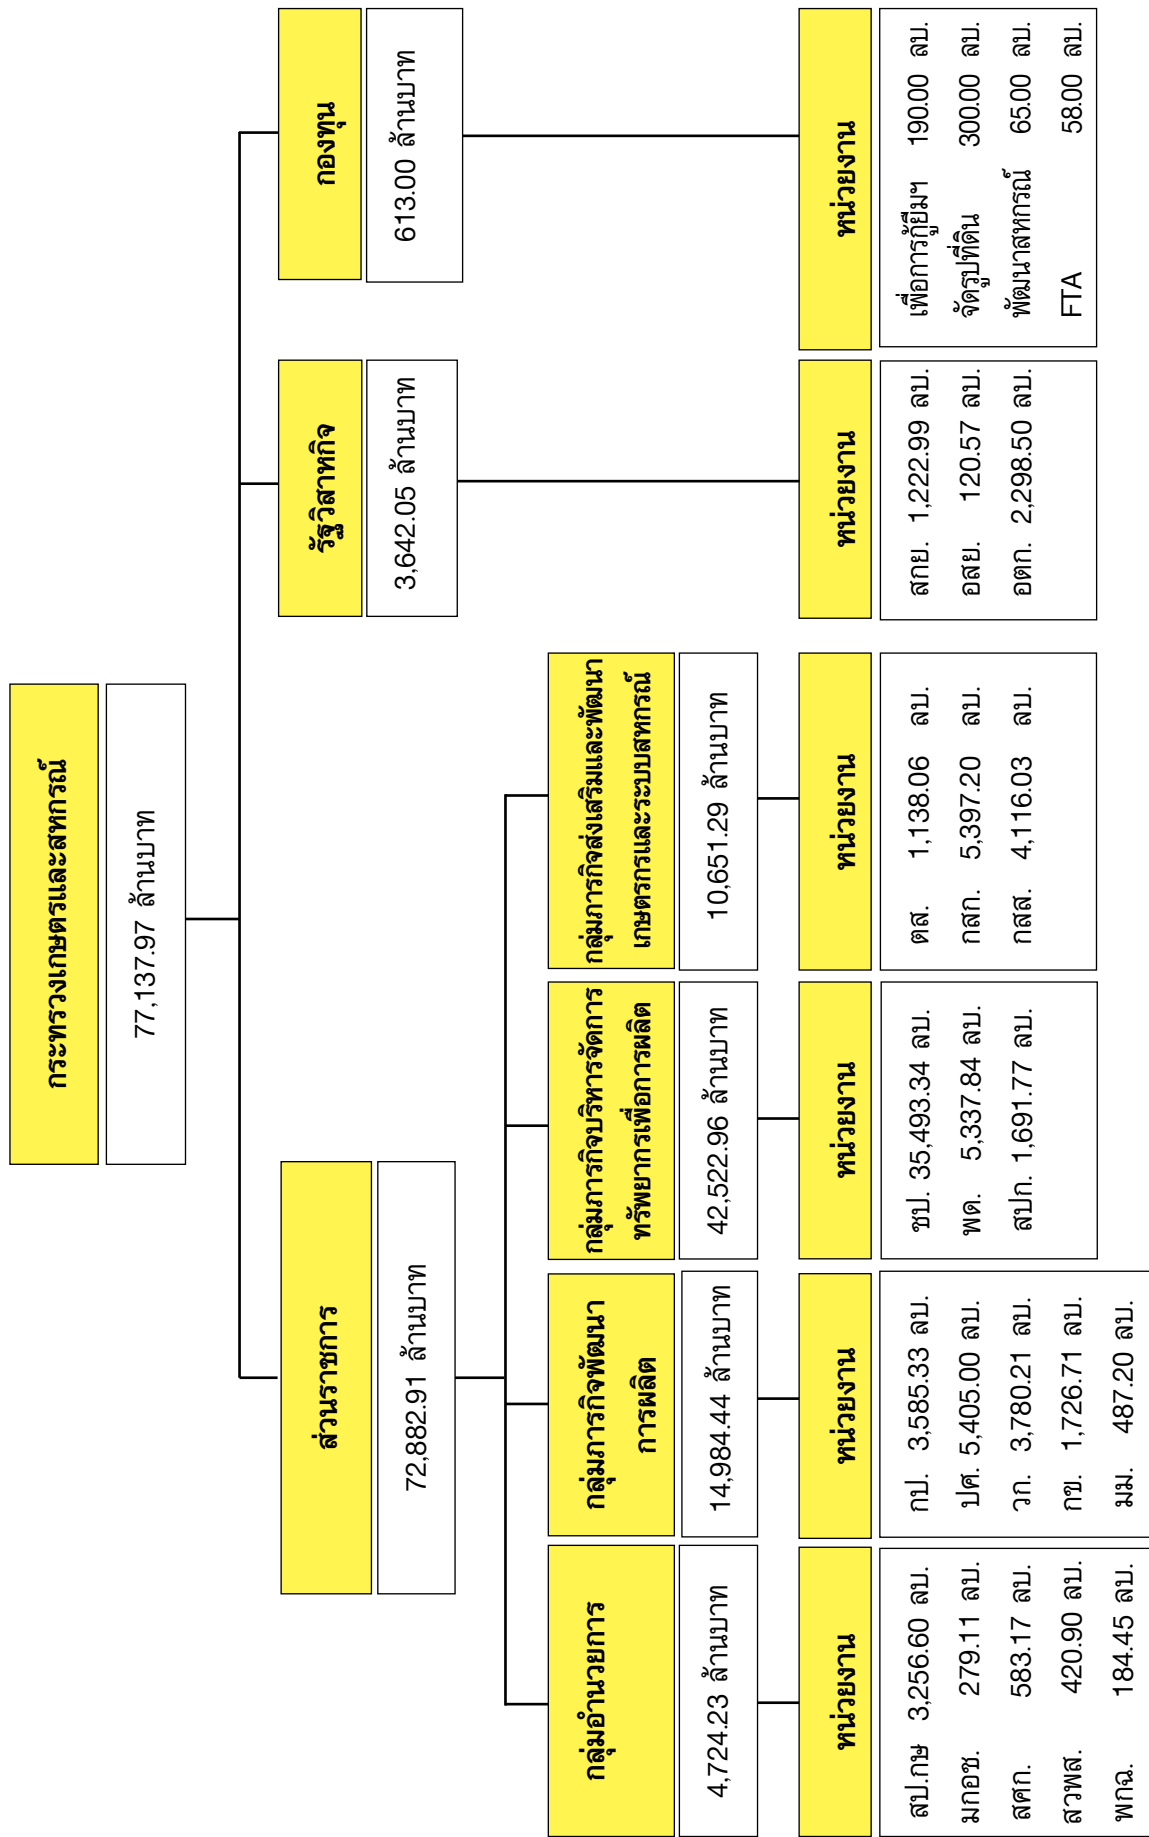 กระทรวงเกษตรและสหกรณ์
77,137.97 ล้านบาท
ส่วนราชการ
72,882.91 ล้านบาท
รัฐวิสาหกิจ
3,642.05 ล้านบาท
กองทุน
613.00 ล้านบาท
กลุ่มอำนวยการ
4,724.23 ล้านบาท
กลุ่มภารกิจพัฒนา
การผลิต
14,984.44 ล้านบาท
กลุ่มภารกิจบริหารจัดการ
ทรัพยากรเพื่อการผลิต
42,522.96 ล้านบาท
กลุ่มภารกิจส่งเสริมและพัฒนา
เกษตรกรและระบบสหกรณ์
10,651.29 ล้านบาท
หน่วยงาน
สป.กษ 3,256.60 ลบ.
มกอช. 279.11 ลบ.
สศก. 583.17 ลบ.
สวพส. 420.90 ลบ.
พกฉ. 184.45 ลบ.
หน่วยงาน
กป. 3,585.33 ลบ.
ปศ. 5,405.00 ลบ.
วก. 3,780.21 ลบ.
กข. 1,726.71 ลบ.
มม. 487.20 ลบ.
หน่วยงาน
ชป. 35,493.34 ลบ.
พด. 5,337.84 ลบ.
สปก. 1,691.77 ลบ.
หน่วยงาน
ตส. 1,138.06 ลบ.
กสก. 5,397.20 ลบ.
กสส. 4,116.03 ลบ.
หน่วยงาน
สกย. 1,222.99 ลบ.
อสย. 120.57 ลบ.
อตก. 2,298.50 ลบ.
หน่วยงาน
เพื่อการกู้ยืมฯ 190.00 ลบ.
จัดรูปที่ดิน 300.00 ลบ.
พัฒนาสหกรณ์ 65.00 ลบ.
FTA 58.00 ลบ.